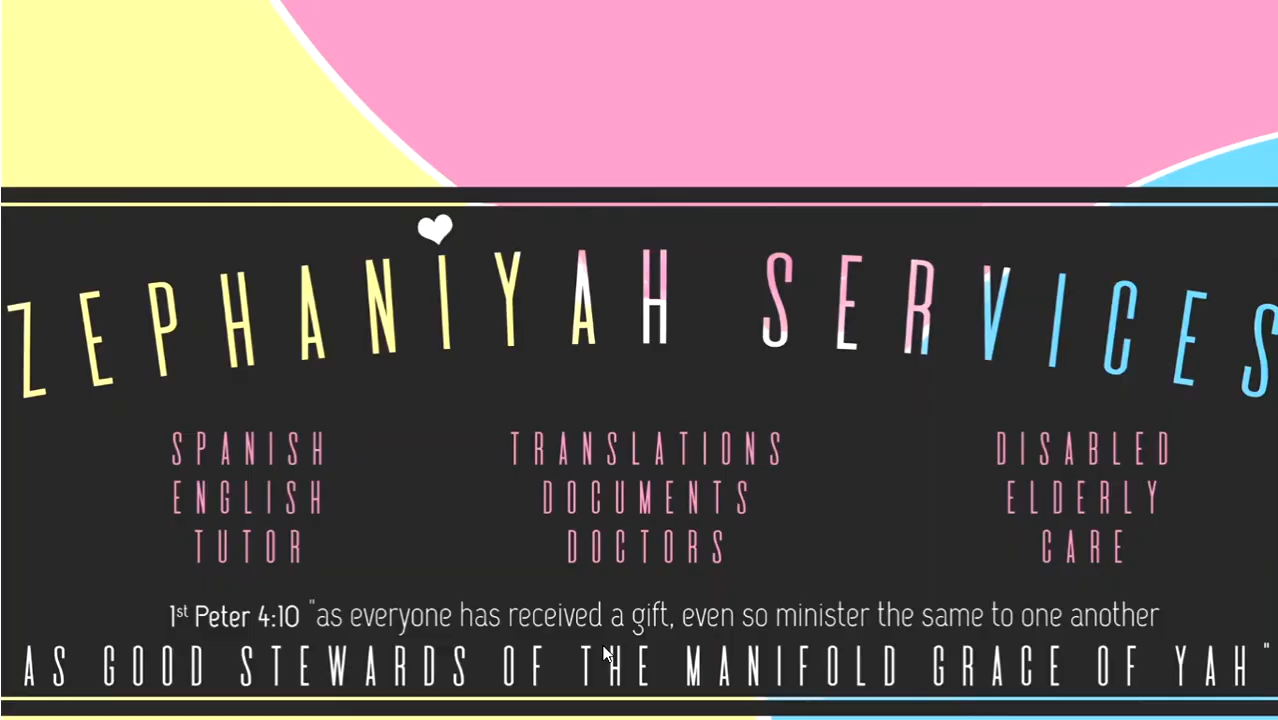 ZEPHANIYAH SERVICES
SPANISH
ENGLISH
TUTOR
TRANSLATIONS
DOCUMENTS
DOCTORS
DISABLED
ELDERLY
CARE
1st Peter 4:10 "as everyone has received a gift, even so minister the same to one another
AS GOOD STEWARDS OF THE MANIFOLD GRACE OF YAH"